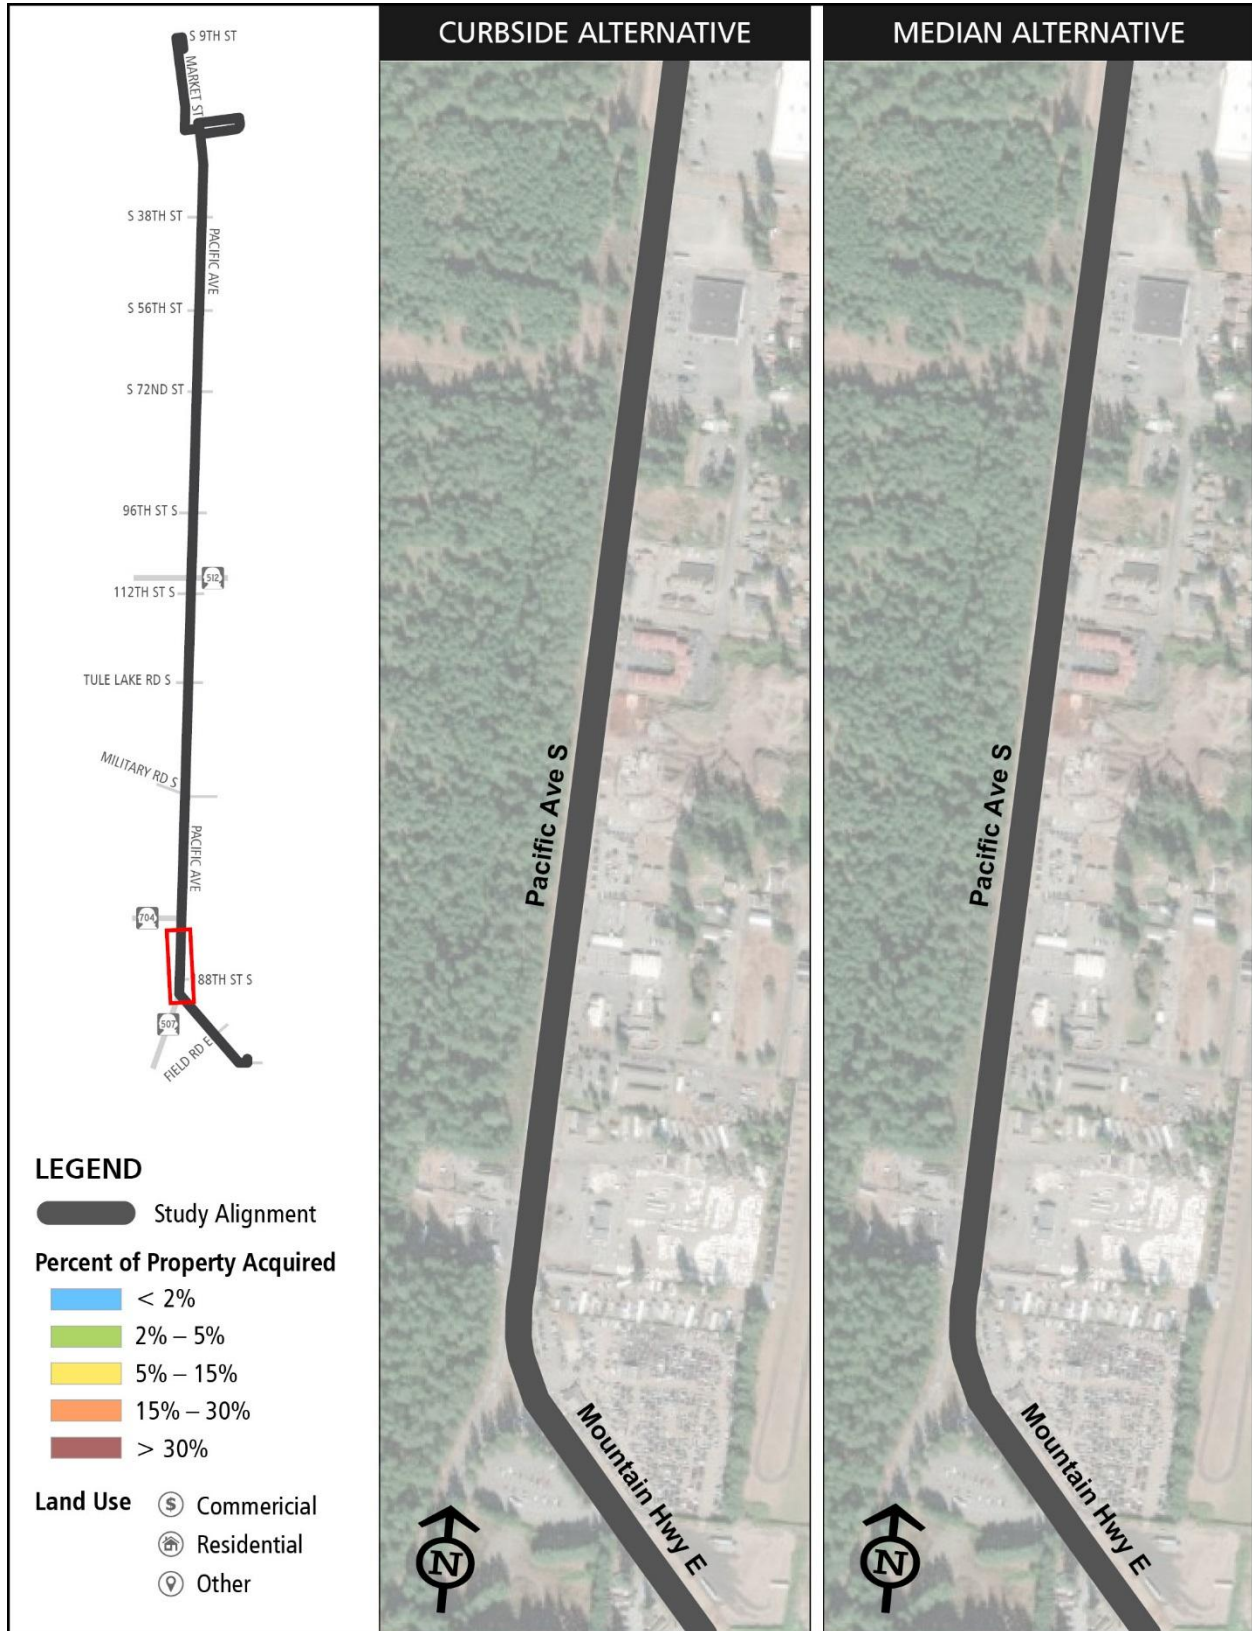 S 9TH ST
MARKET ST
S 38TH ST
PACIFIC AVE
S 56TH ST
S 72ND ST
96TH ST S
512
112TH ST S
TULE LAKE RD S
MILITARY RD S
PACIFIC AVE
704
88TH ST S
507
FIELD RD E
LEGEND
Study Alignment
Percent of Property Acquired
< 2%
2% – 5%
5% – 15%
15% – 30%
> 30%
Land Use
$ Commericial
Residential
Other
CURBSIDE ALTERNATIVE
Pacific Ave S
Mountain Hwy E
N
MEDIAN ALTERNATIVE
Pacific Ave S
Mountain Hwy E
N